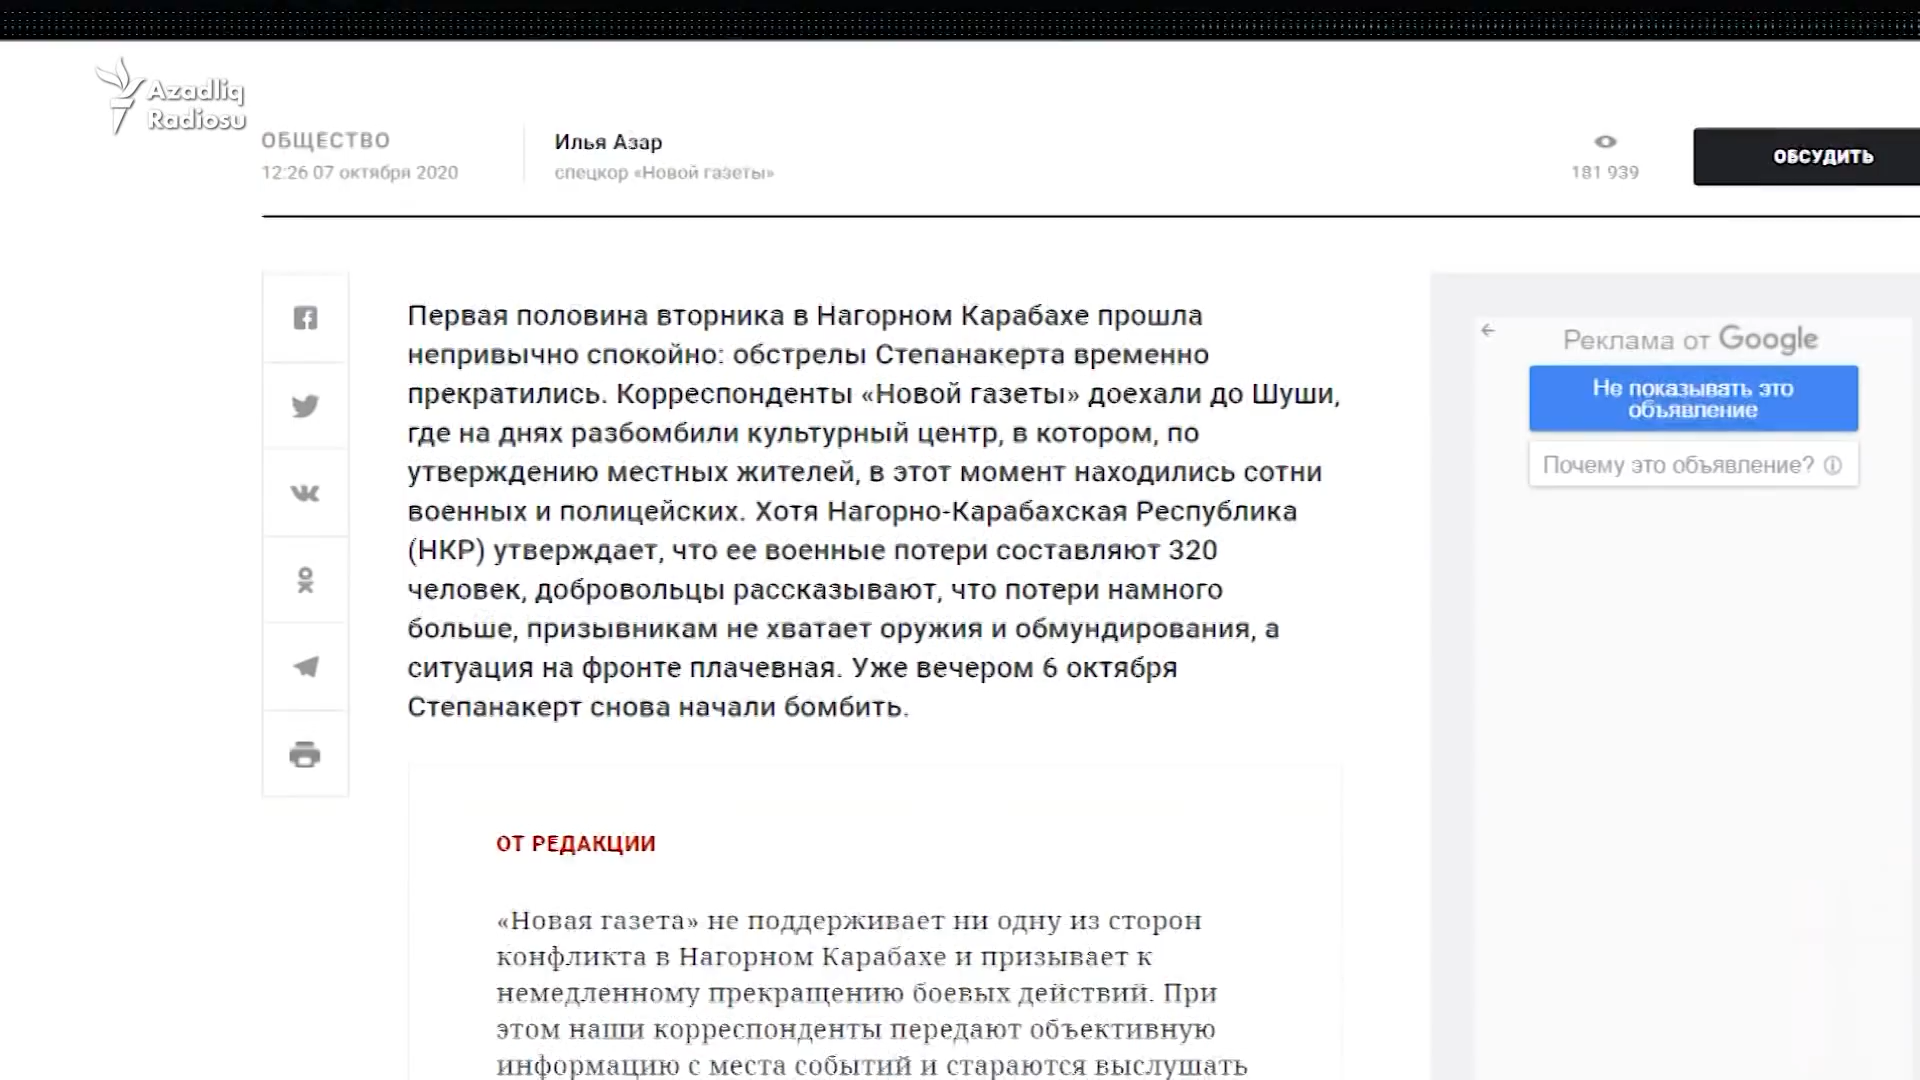 Azadlıq
Radiosu
ОБЩЕСТВО
12:26 07 октября 2020
Илья Азар
спецкор «Новой газеты»
181 939
ОБСУДИТЬ
Первая половина вторника в Нагорном Карабахе прошла
непривычно спокойно: обстрелы Степанакерта временно
прекратились. Корреспонденты «Новой газеты» доехали до Шуши,
где на днях разбомбили культурный центр, в котором, по
утверждению местных жителей, в этот момент находились сотни
военных и полицейских. Хотя Нагорно-Карабахская Республика
(НКР) утверждает, что ее военные потери составляют 320
человек, добровольцы рассказывают, что потери намного
больше, призывникам не хватает оружия и обмундирования, а
ситуация на фронте плачевная. Уже вечером 6 октября
Степанакерт снова начали бомбить.
Реклама от Google
Не показывать это
объявление
Почему это объявление?
ОТ РЕДАКЦИИ
«Новая газета» не поддерживает ни одну из сторон
конфликта в Нагорном Карабахе и призывает к
немедленному прекращению боевых действий. При
этом наши корреспонденты передают объективную
информацию с места событий и стараются выслушать